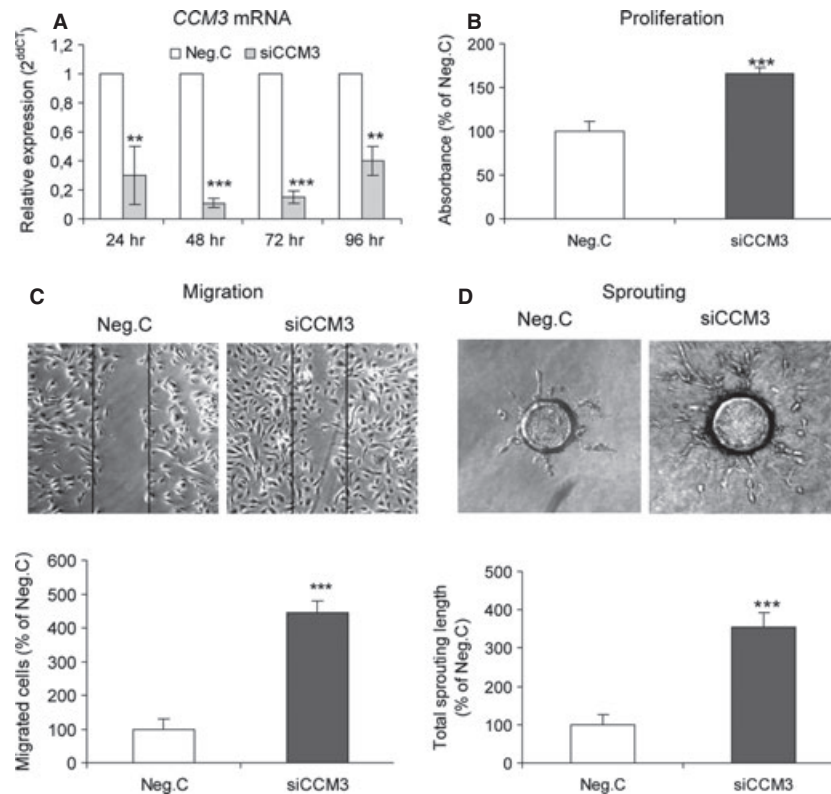 A
CCM3 mRNA
Relative expression (2^ddCT)
1,2
1
0,8
0,6
0,4
0,2
0
Neg.C siCCM3
** *** *** **
24 hr 48 hr 72 hr 96 hr
B
Proliferation
Absorbance (% of Neg.C)
200
150
100
50
0
***
Neg.C siCCM3
C
Migration
Neg.C siCCM3
Migrated cells (% of Neg.C)
600
500
400
300
200
100
0
***
Neg.C siCCM3
D
Sprouting
Neg.C siCCM3
Total sprouting length
(% of Neg.C)
500
400
300
200
100
0
***
Neg.C siCCM3